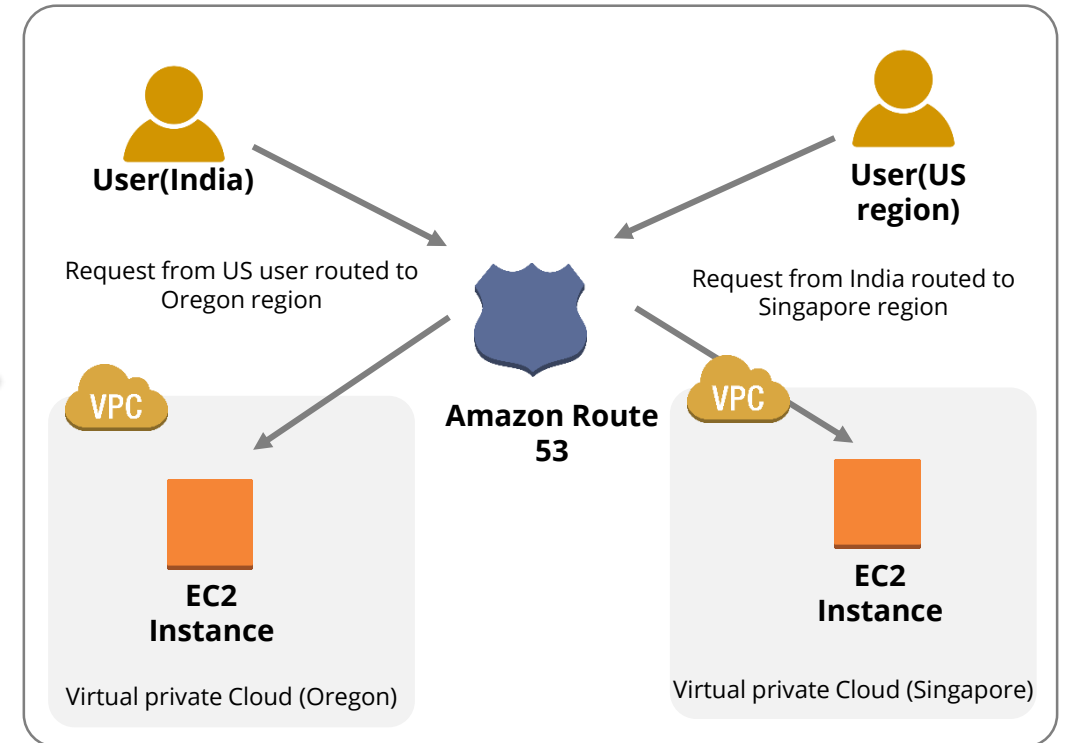 User(India)
User(US
region)
Request from US user routed to
Oregon region
Request from India routed to
Singapore region
VPC
VPC
Amazon Route
53
EC2
Instance
EC2
Instance
Virtual private Cloud (Oregon)
Virtual private Cloud (Singapore)